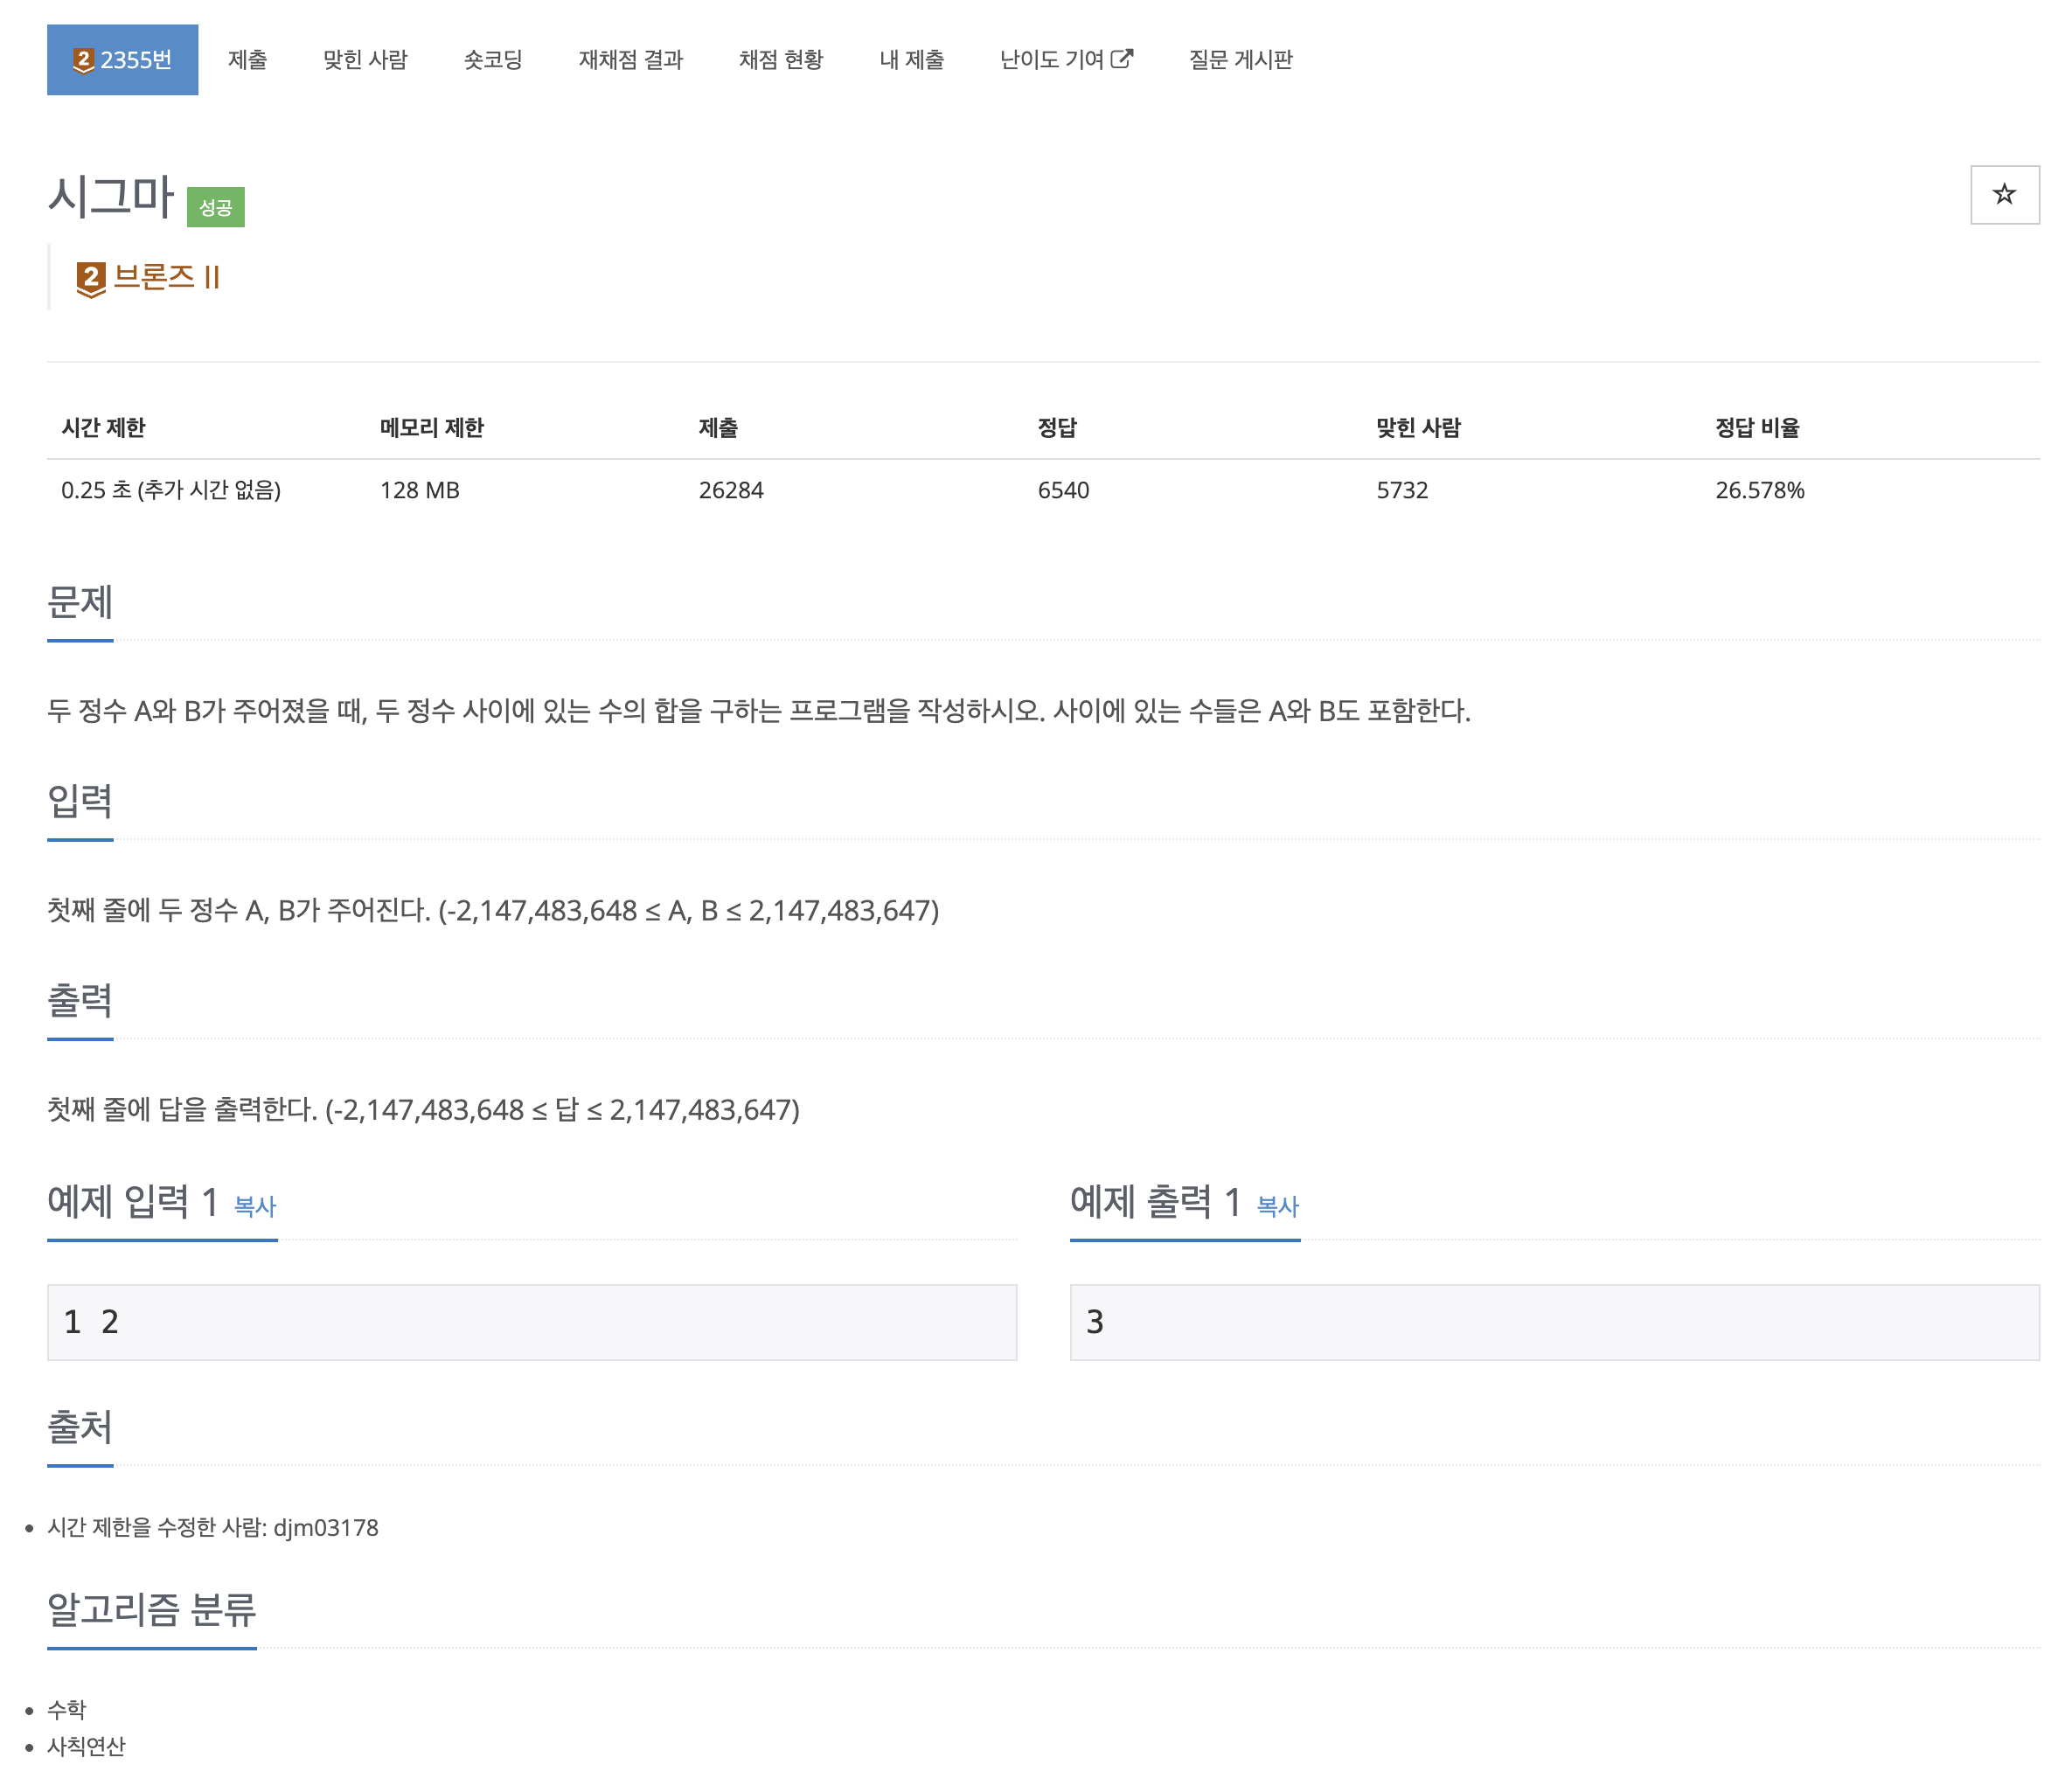 2 2355번 제출 맞힌 사람 숏코딩 재채점 결과 채점 현황 내 제출 난이도 기여 질문 게시판
시그마 성공
2 브론즈 II
시간 제한 메모리 제한 제출 정답 맞힌 사람 정답 비율
0.25 초 (추가 시간 없음) 128 MB 26284 6540 5732 26.578%
문제
두 정수 A와 B가 주어졌을 때, 두 정수 사이에 있는 수의 합을 구하는 프로그램을 작성하시오. 사이에 있는 수들은 A와 B도 포함한다.
입력
첫째 줄에 두 정수 A, B가 주어진다. (-2,147,483,648 ≤ A, B ≤ 2,147,483,647)
출력
첫째 줄에 답을 출력한다. (-2,147,483,648 ≤ 답 ≤ 2,147,483,647)
예제 입력 1 복사 예제 출력 1 복사
1 2 3
출처
시간 제한을 수정한 사람: djm03178
알고리즘 분류
수학
사칙연산